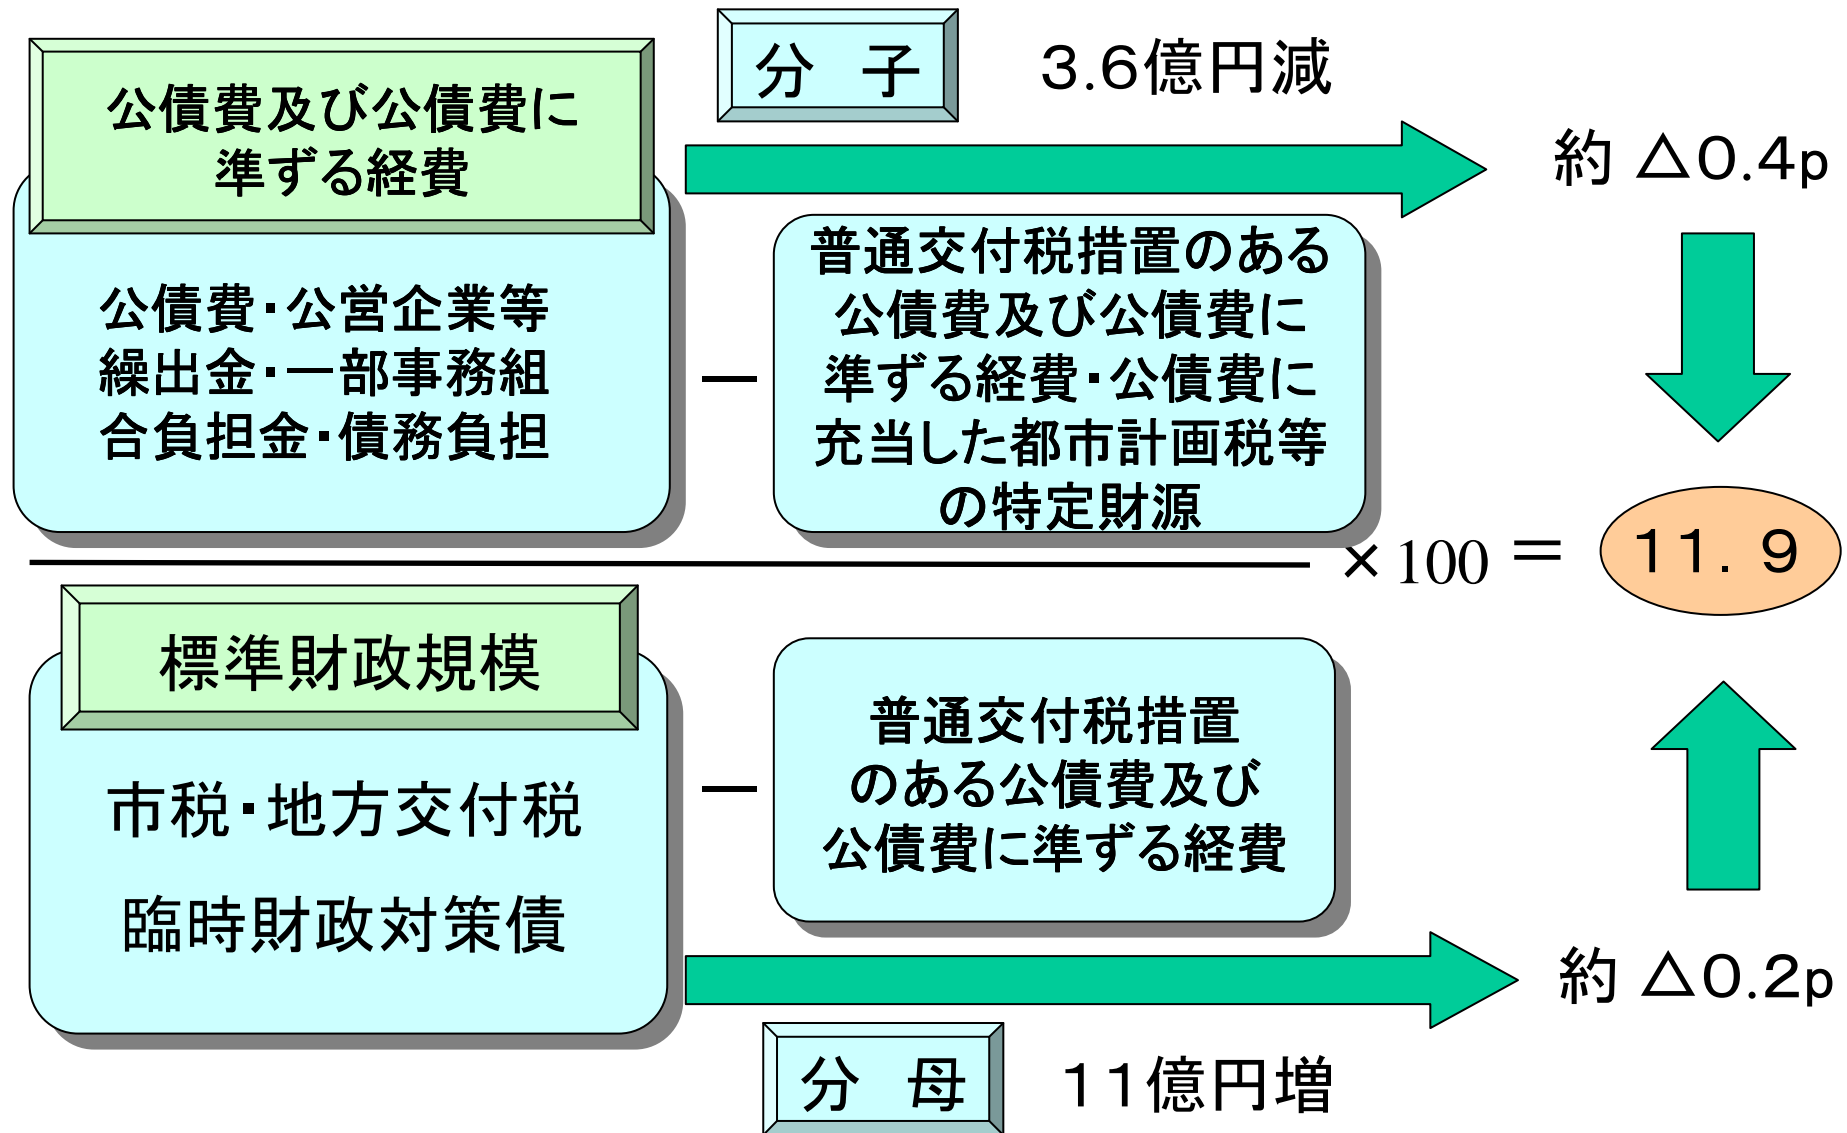 分　子
３.６億円減
公債費及び公債費に
準ずる経費
約 △０.４p
公債費・公営企業等
繰出金・一部事務組
合負担金・債務負担
－
普通交付税措置のある
公債費及び公債費に
準ずる経費・公債費に
充当した都市計画税等
の特定財源
× 100 ＝
１１．９
標準財政規模
市税・地方交付税
臨時財政対策債
－
普通交付税措置
のある公債費及び
公債費に準ずる経費
約 △０.２p
分　母
１１億円増